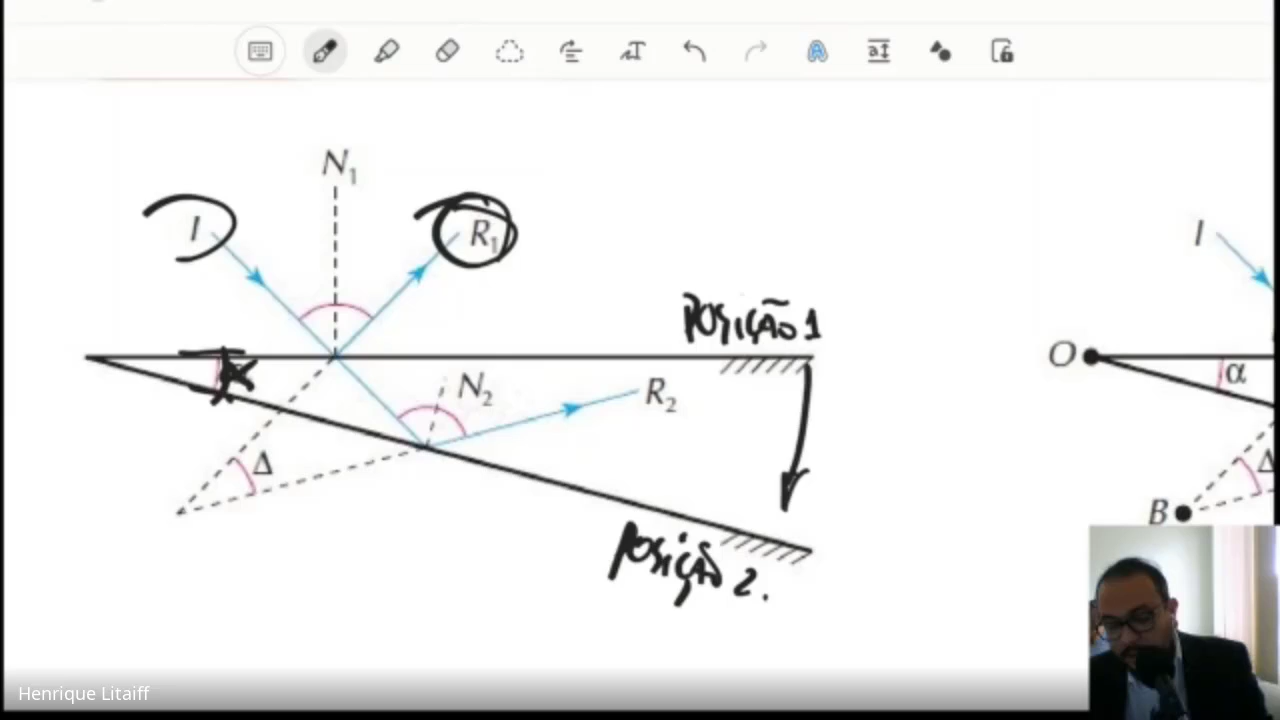 N₁
I
R₁
POSIÇÃO 1
α
N₂
R₂
Δ
POSIÇÃO 2.
I
O
α
Δ
B
Henrique Litaiff